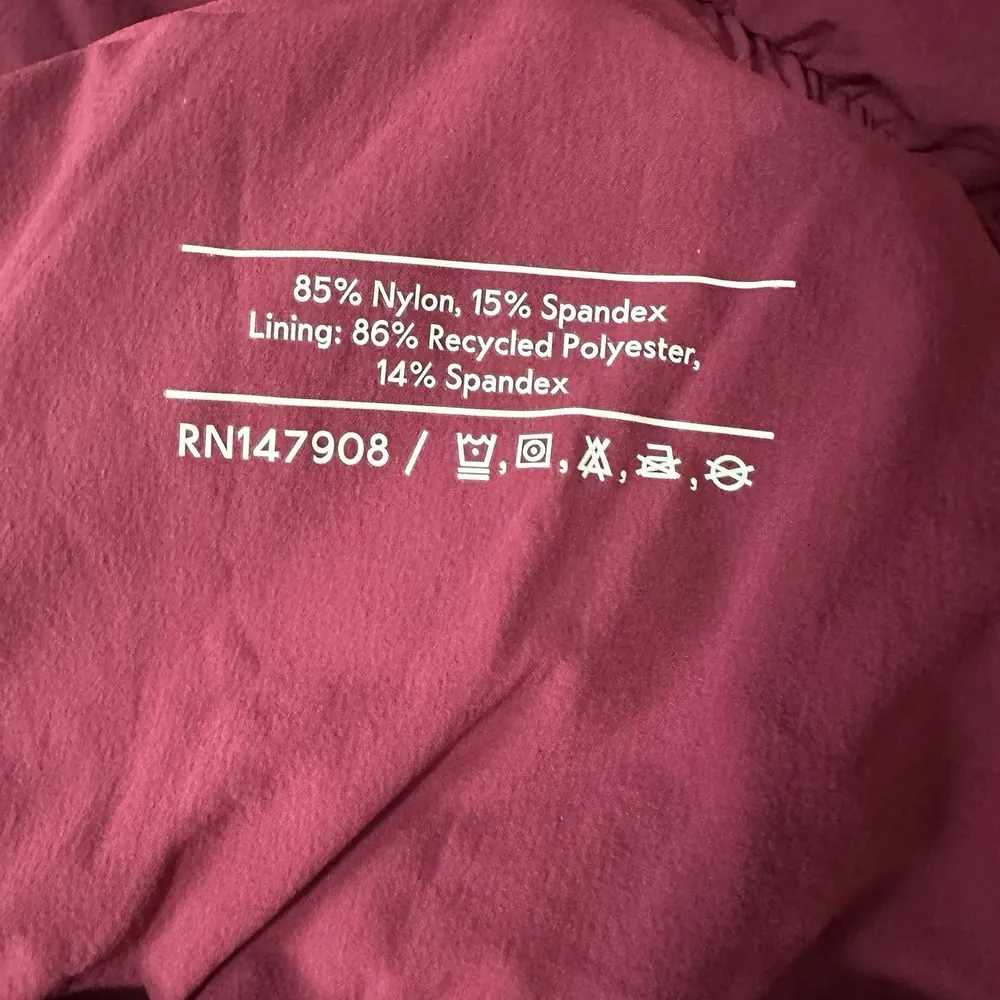 85% Nylon, 15% Spandex
Lining: 86% Recycled Polyester,
14% Spandex
RN147908 / , , , ,